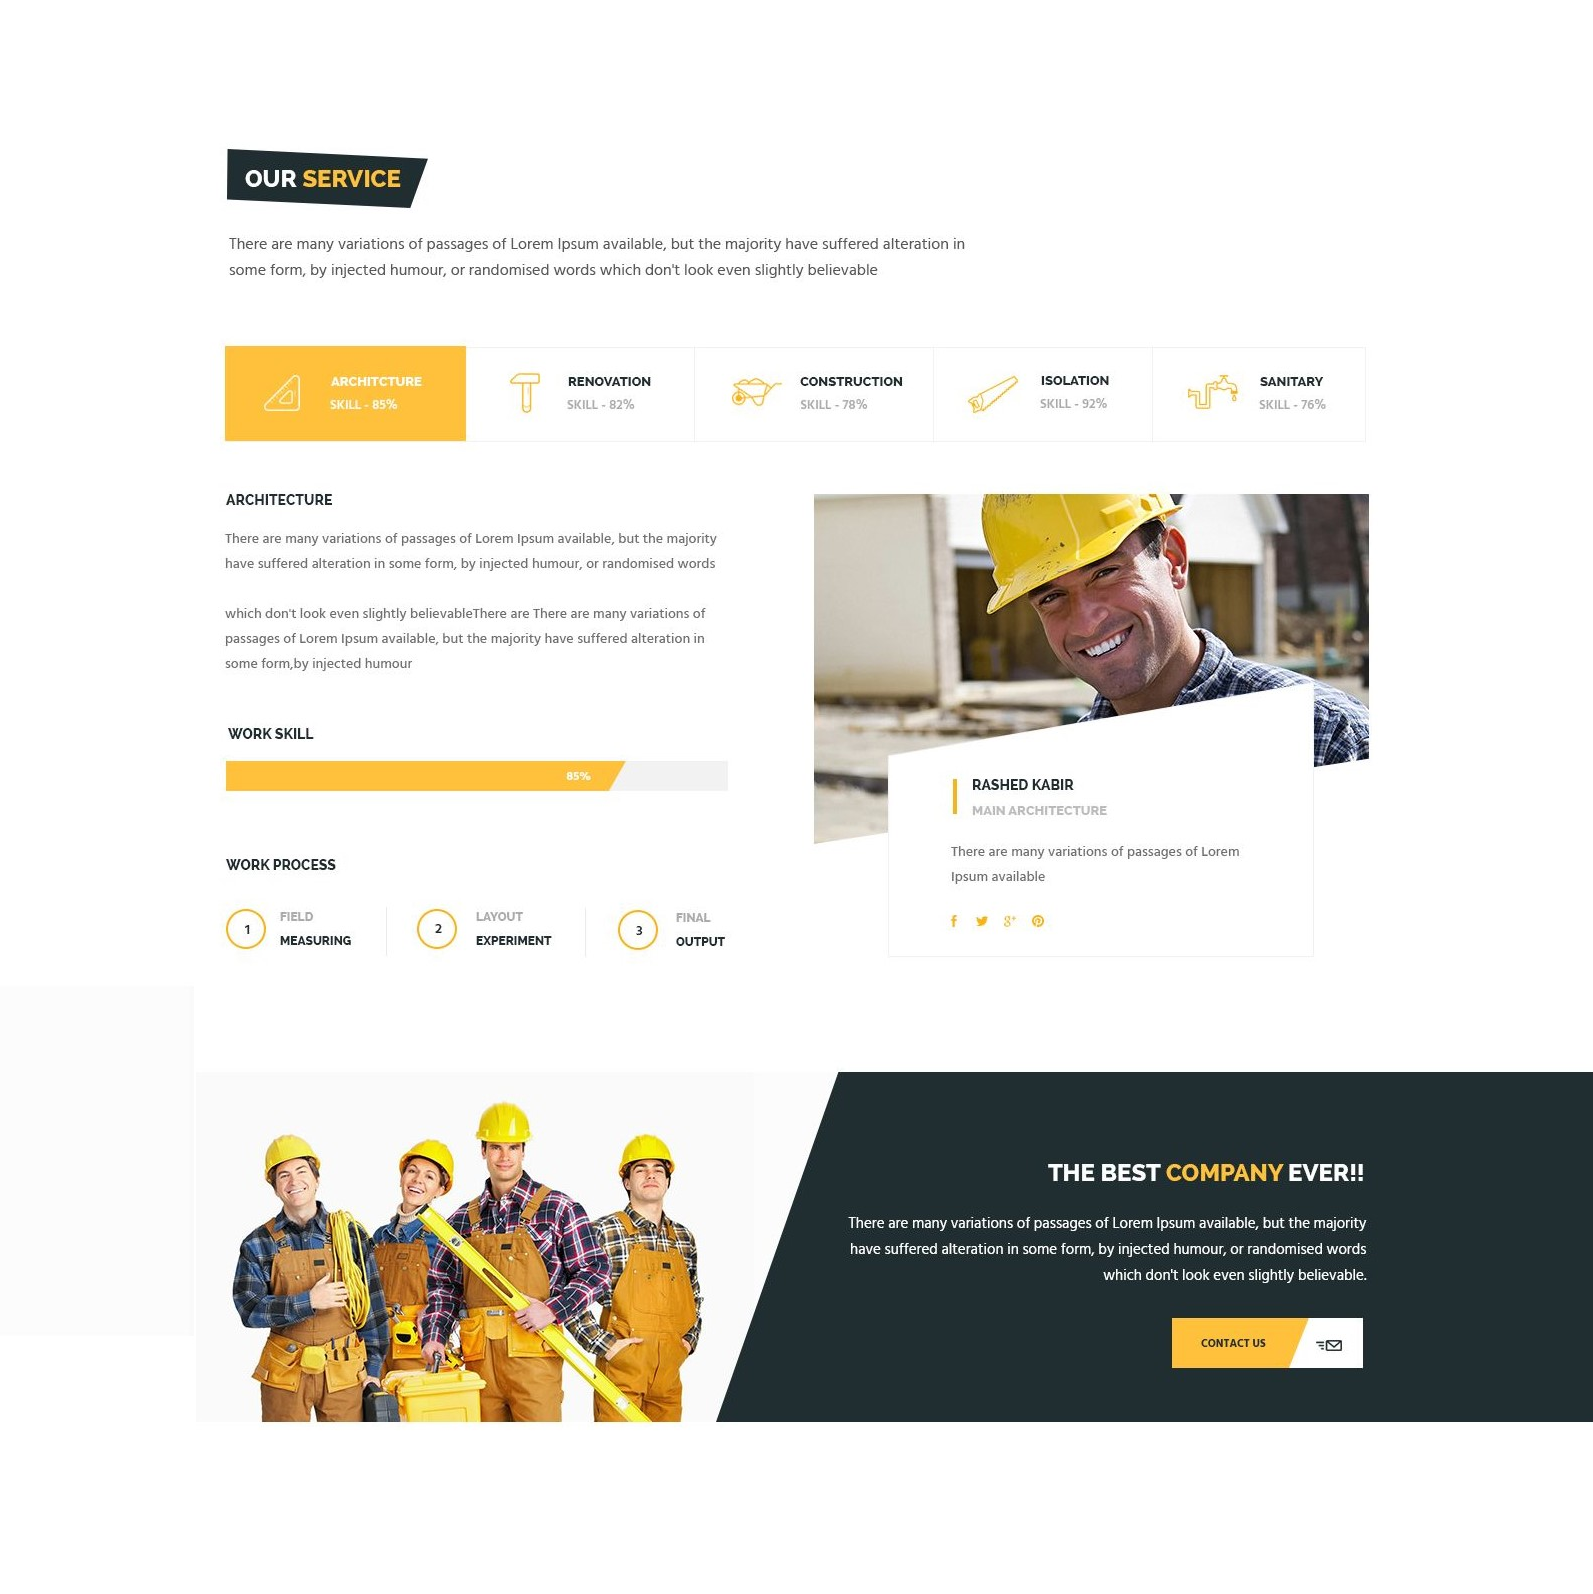 OUR SERVICE
There are many variations of passages of Lorem Ipsum available, but the majority have suffered alteration in
some form, by injected humour, or randomised words which don't look even slightly believable
ARCHITCTURE
SKILL - 85%
RENOVATION
SKILL - 82%
CONSTRUCTION
SKILL - 78%
ISOLATION
SKILL - 92%
SANITARY
SKILL - 76%
ARCHITECTURE
There are many variations of passages of Lorem Ipsum available, but the majority
have suffered alteration in some form, by injected humour, or randomised words
which don't look even slightly believableThere are There are many variations of
passages of Lorem Ipsum available, but the majority have suffered alteration in
some form,by injected humour
WORK SKILL
85%
WORK PROCESS
1
FIELD
MEASURING
2
LAYOUT
EXPERIMENT
3
FINAL
OUTPUT
RASHED KABIR
MAIN ARCHITECTURE
There are many variations of passages of Lorem
Ipsum available
THE BEST COMPANY EVER!!
There are many variations of passages of Lorem Ipsum available, but the majority
have suffered alteration in some form, by injected humour, or randomised words
which don't look even slightly believable.
CONTACT US